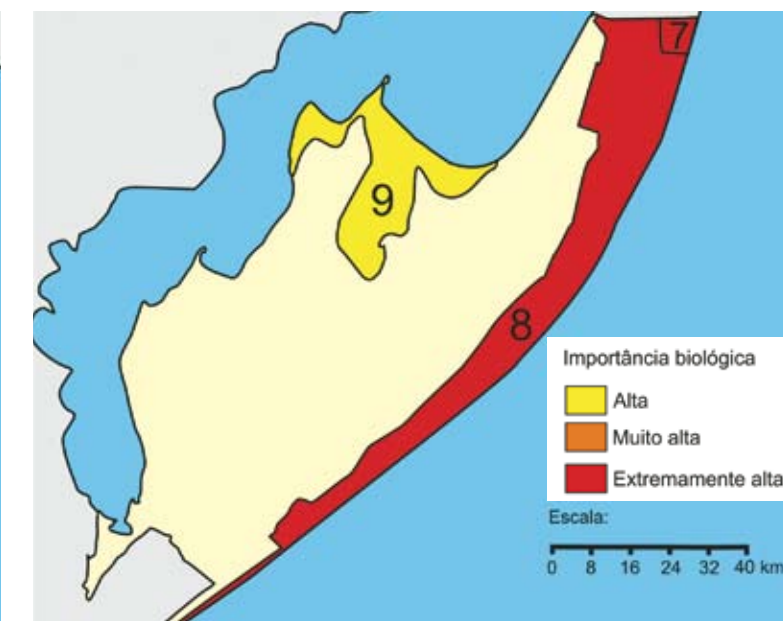 7
9
8
Importância biológica
Alta
Muito alta
Extremamente alta
Escala:
0 8 16 24 32 40 km